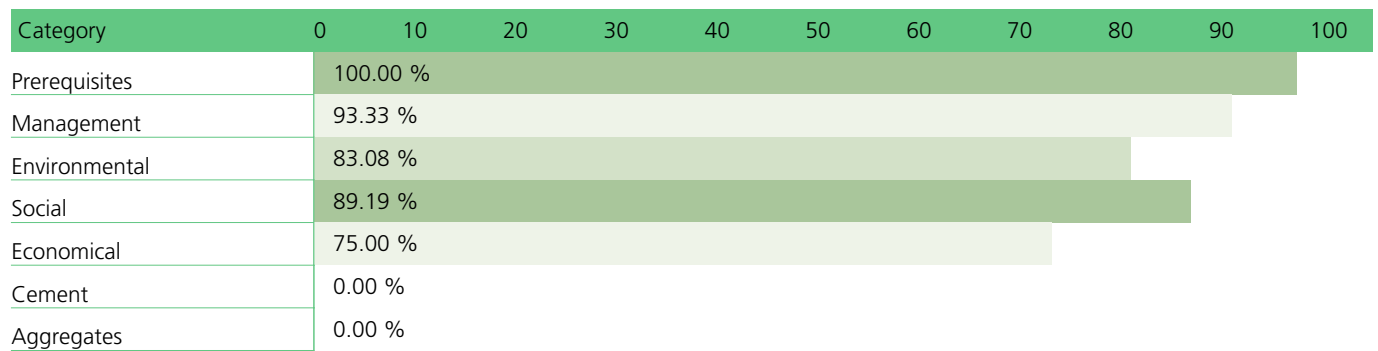 Category 0 10 20 30 40 50 60 70 80 90 100
Prerequisites 100.00 %
Management 93.33 %
Environmental 83.08 %
Social 89.19 %
Economical 75.00 %
Cement 0.00 %
Aggregates 0.00 %